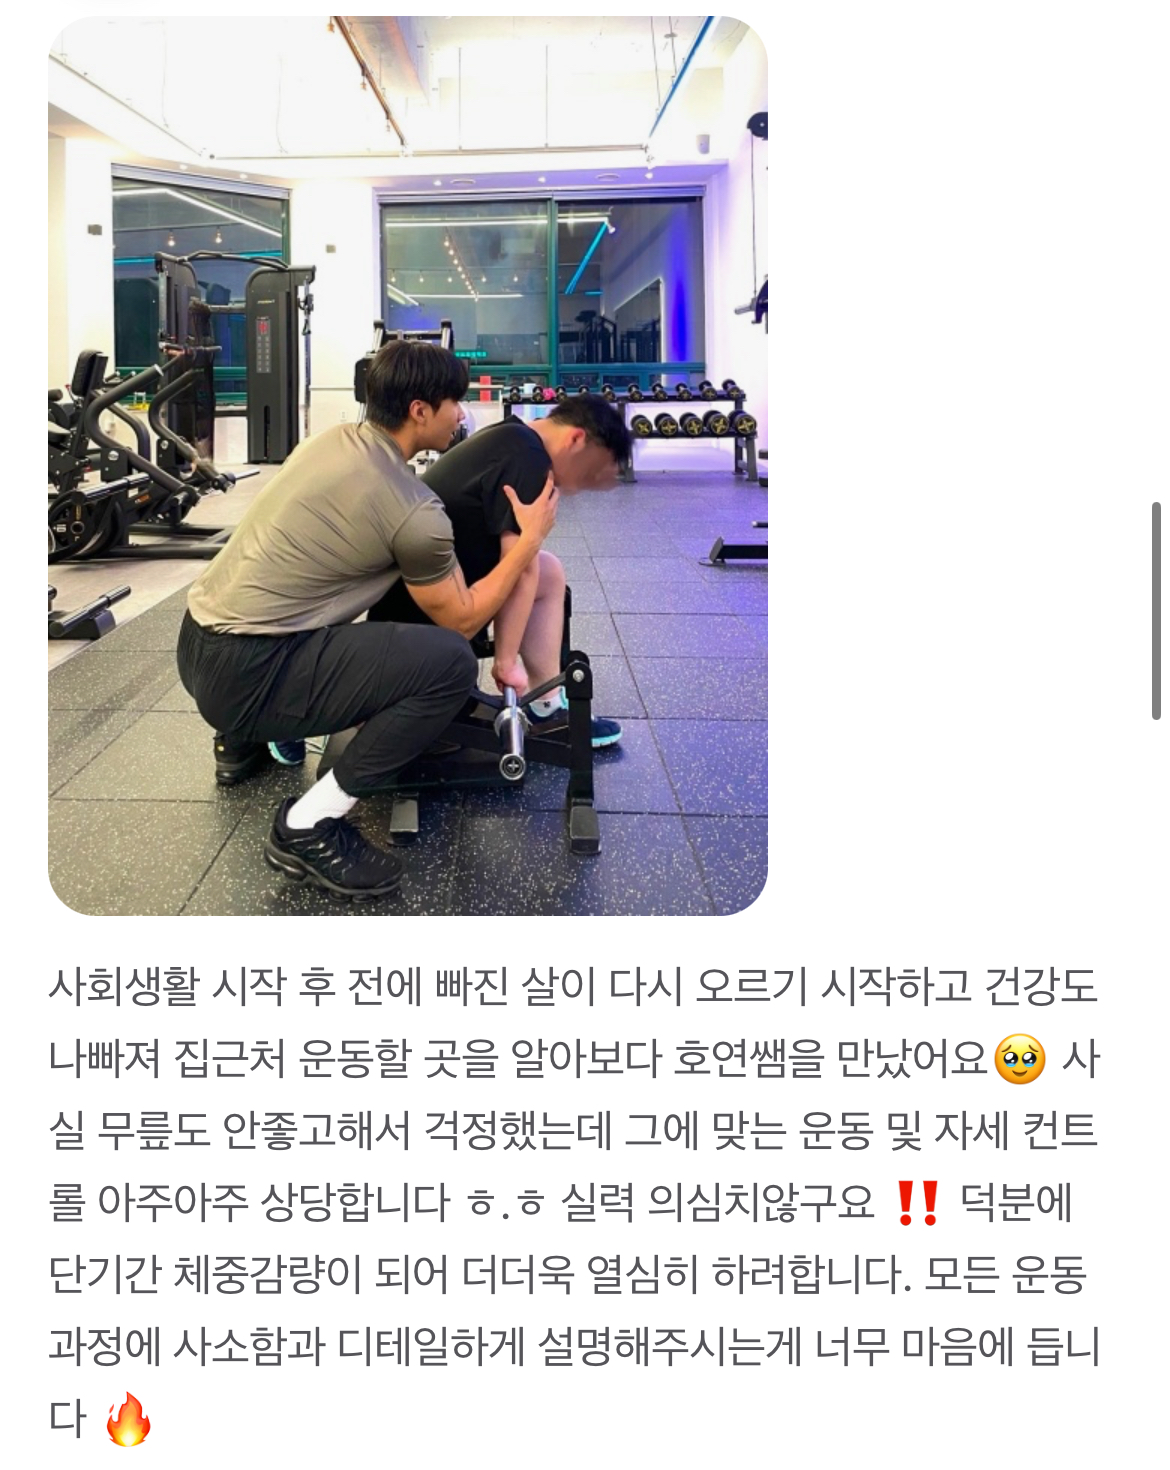 사회생활 시작 후 전에 빠진 살이 다시 오르기 시작하고 건강도
나빠져 집근처 운동할 곳을 알아보다 호연쌤을 만났어요🥹 사
실 무릎도 안좋고해서 걱정했는데 그에 맞는 운동 및 자세 컨트
롤 아주아주 상당합니다 ㅎ.ㅎ 실력 의심치않구요 ‼️ 덕분에
단기간 체중감량이 되어 더더욱 열심히 하려합니다. 모든 운동
과정에 사소함과 디테일하게 설명해주시는게 너무 마음에 듭니
다 🔥